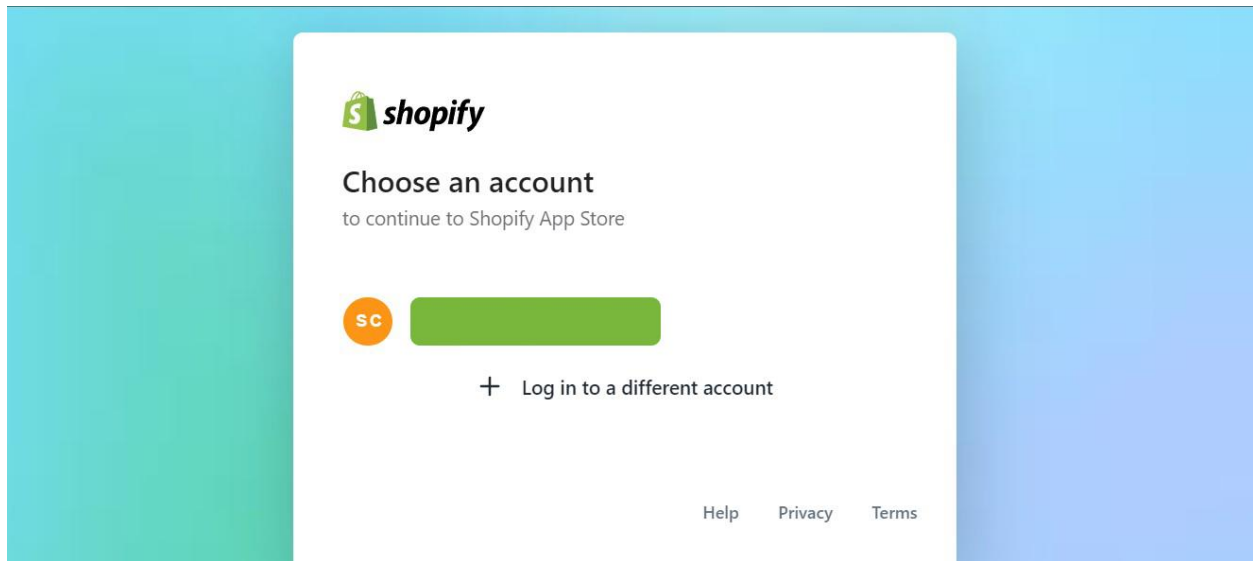 shopify
Choose an account
to continue to Shopify App Store
SC
Log in to a different account
Help Privacy Terms